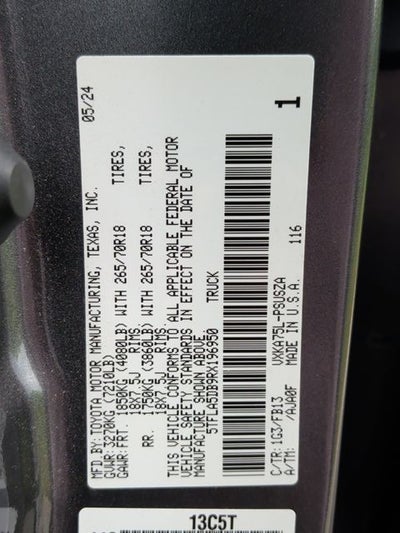 MFD.BY: TOYOTA MOTOR MANUFACTURING, TEXAS, INC. 05/24
GVWR: 3270KG (7210LB)
GAWR: FRT. 1850KG (4080LB) WITH 265/70R18 TIRES,
18X7.5J RIMS
RR. 1750KG (3860LB) WITH 265/70R18 TIRES,
18X7.5J RIMS
THIS VEHICLE CONFORMS TO ALL APPLICABLE FEDERAL MOTOR
VEHICLE SAFETY STANDARDS IN EFFECT ON THE DATE OF
MANUFACTURE SHOWN ABOVE.
5TFLA5DB9RX196950 TRUCK
1
C/TR: 1G3/FB13 VXKA75L-PSUSZA
A/TM: /AJA0F MADE IN U.S.A. 116
13C5T